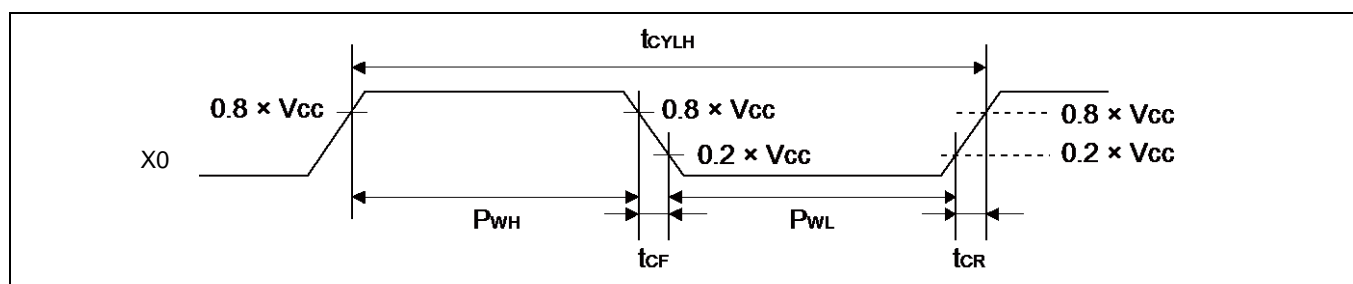 tCYLH
0.8 × Vcc
0.8 × Vcc
0.8 × Vcc
X0
0.2 × Vcc
0.2 × Vcc
PWH
PWL
tCF
tCR